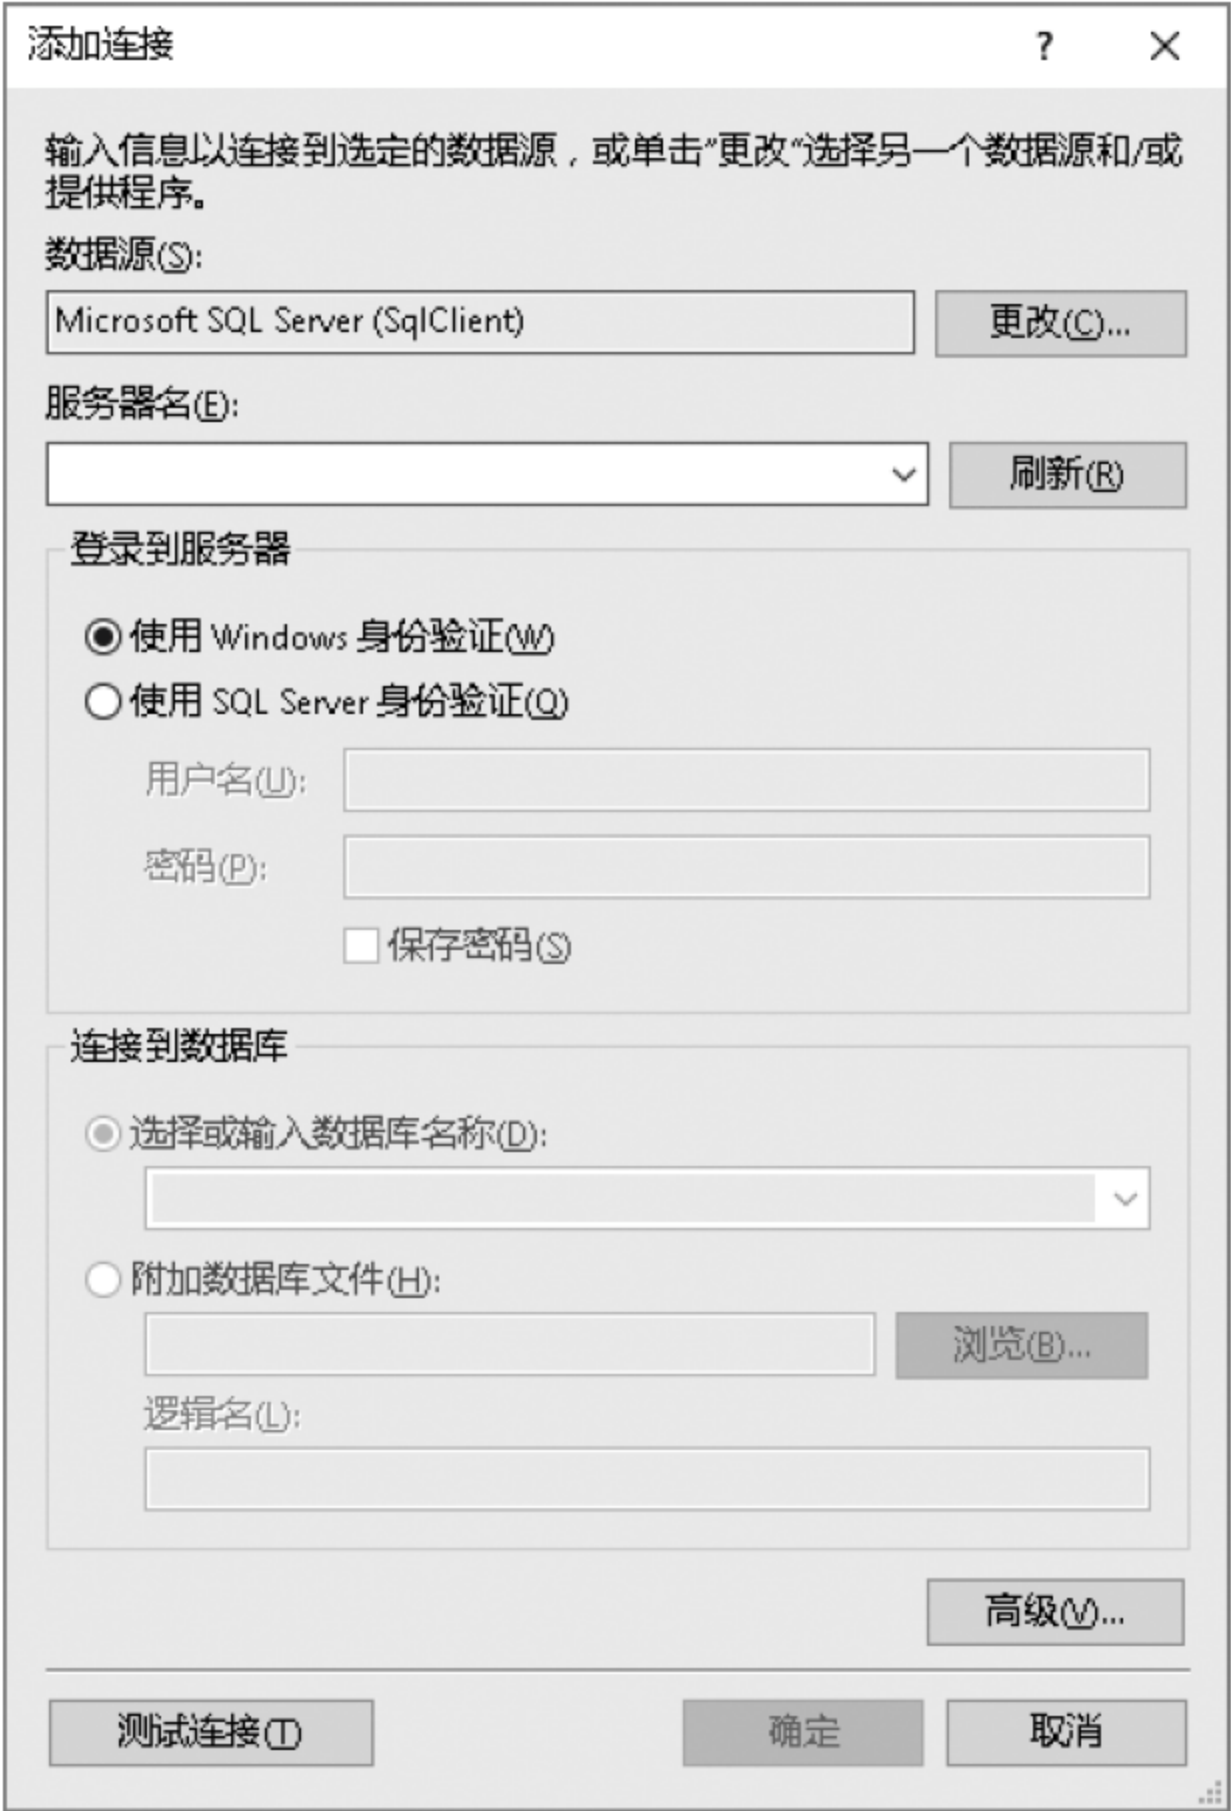 添加连接
?
输入信息以连接到选定的数据源，或单击"更改"选择另一个数据源和/或
提供程序。
数据源(S):
Microsoft SQL Server (SqlClient)
更改(C)...
服务器名(E):
刷新(R)
登录到服务器
使用 Windows 身份验证(W)
使用 SQL Server 身份验证(Q)
用户名(U):
密码(P):
保存密码(S)
连接到数据库
选择或输入数据库名称(D):
附加数据库文件(H):
浏览(B)...
逻辑名(L):
高级(V)...
测试连接(T)
确定
取消